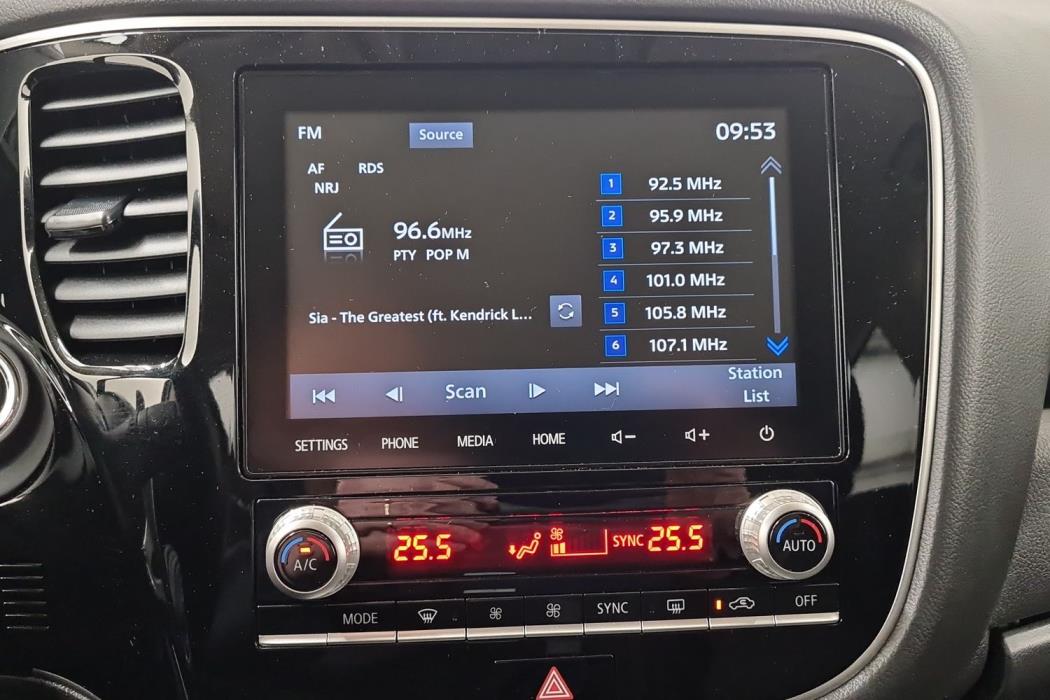 FM Source 09:53
AF RDS
NRJ
96.6MHz
PTY POP M
Sia - The Greatest (ft. Kendrick L...
1 92.5 MHz
2 95.9 MHz
3 97.3 MHz
4 101.0 MHz
5 105.8 MHz
6 107.1 MHz
Scan
Station
List
SETTINGS PHONE MEDIA HOME
25.5 SYNC 25.5
A/C AUTO
MODE SYNC OFF